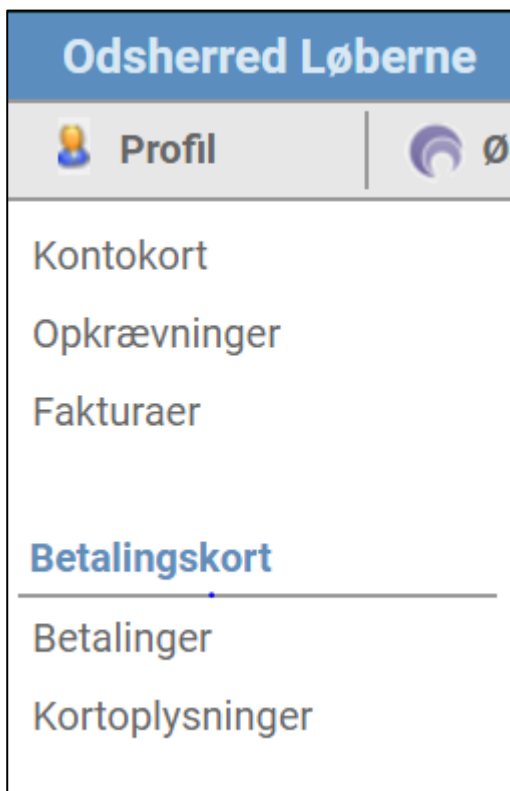 Odsherred Løberne
Profil
Kontokort
Opkrævninger
Fakturaer
Betalingskort
Betalinger
Kortoplysninger